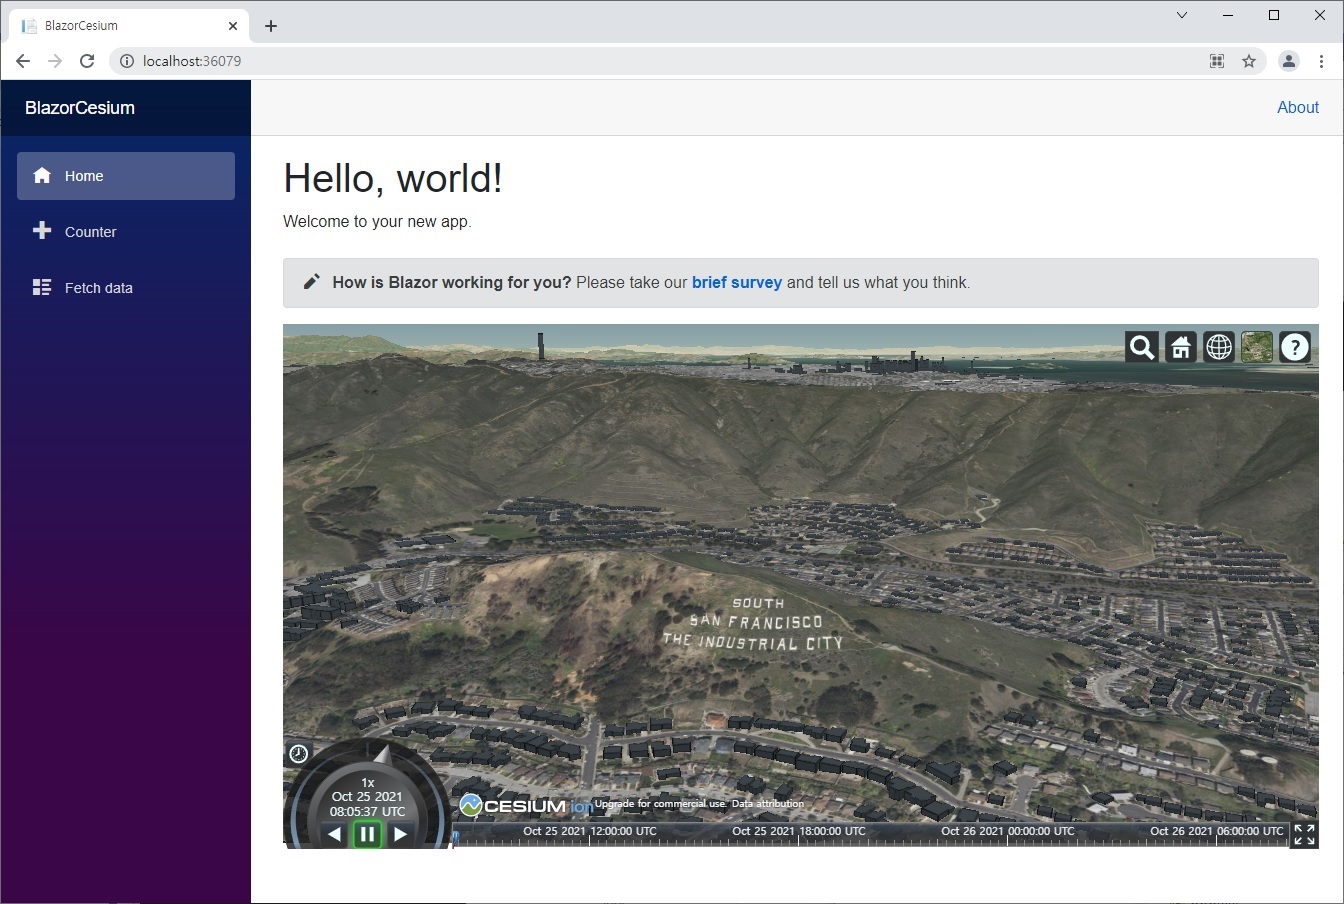 BlazorCesium
localhost:36079
BlazorCesium
About
Home
Counter
Fetch data
Hello, world!
Welcome to your new app.
How is Blazor working for you? Please take our brief survey and tell us what you think.
?
SOUTH
SAN FRANCISCO
THE INDUSTRIAL CITY
1x
Oct 25 2021
08:05:37 UTC
CESIUM ion Upgrade for commercial use. Data attribution
Oct 25 2021 12:00:00 UTC Oct 25 2021 18:00:00 UTC Oct 26 2021 00:00:00 UTC Oct 26 2021 06:00:00 UTC